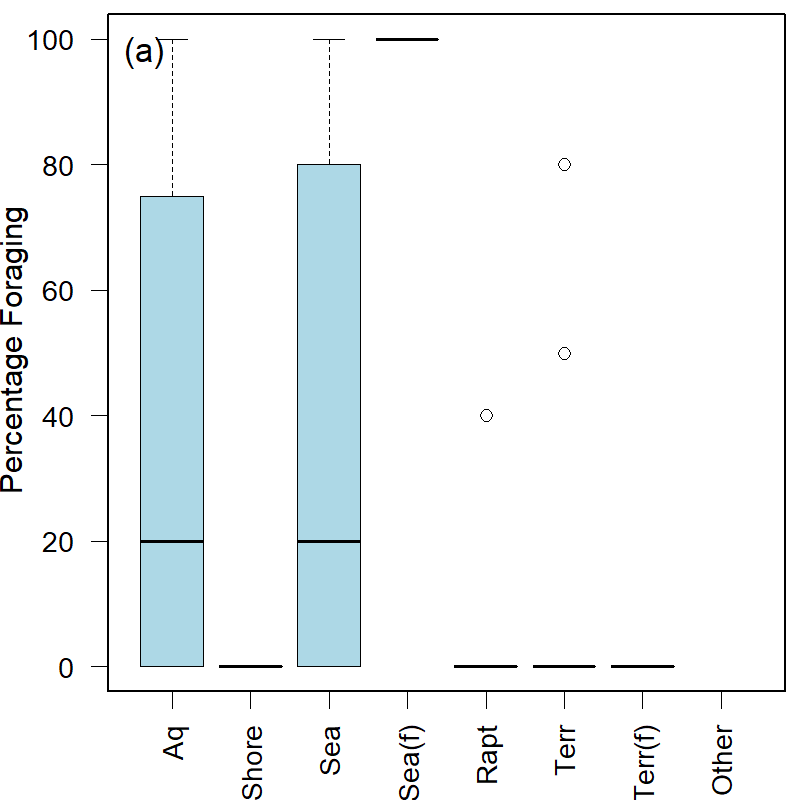 (a)
Percentage Foraging
100
80
60
40
20
0
Aq
Shore
Sea
Sea(f)
Rapt
Terr
Terr(f)
Other